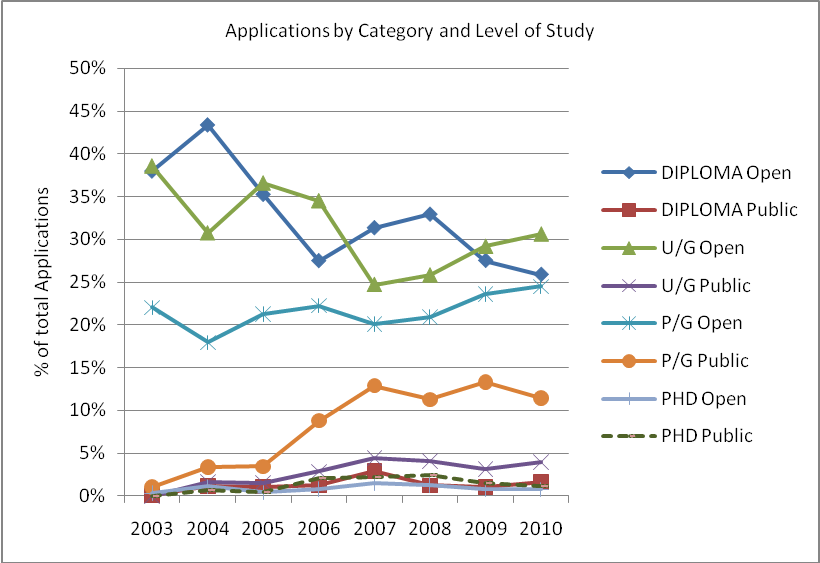 Applications by Category and Level of Study
% of total Applications
50%
45%
40%
35%
30%
25%
20%
15%
10%
5%
0%
2003 2004 2005 2006 2007 2008 2009 2010
DIPLOMA Open
DIPLOMA Public
U/G Open
U/G Public
P/G Open
P/G Public
PHD Open
PHD Public